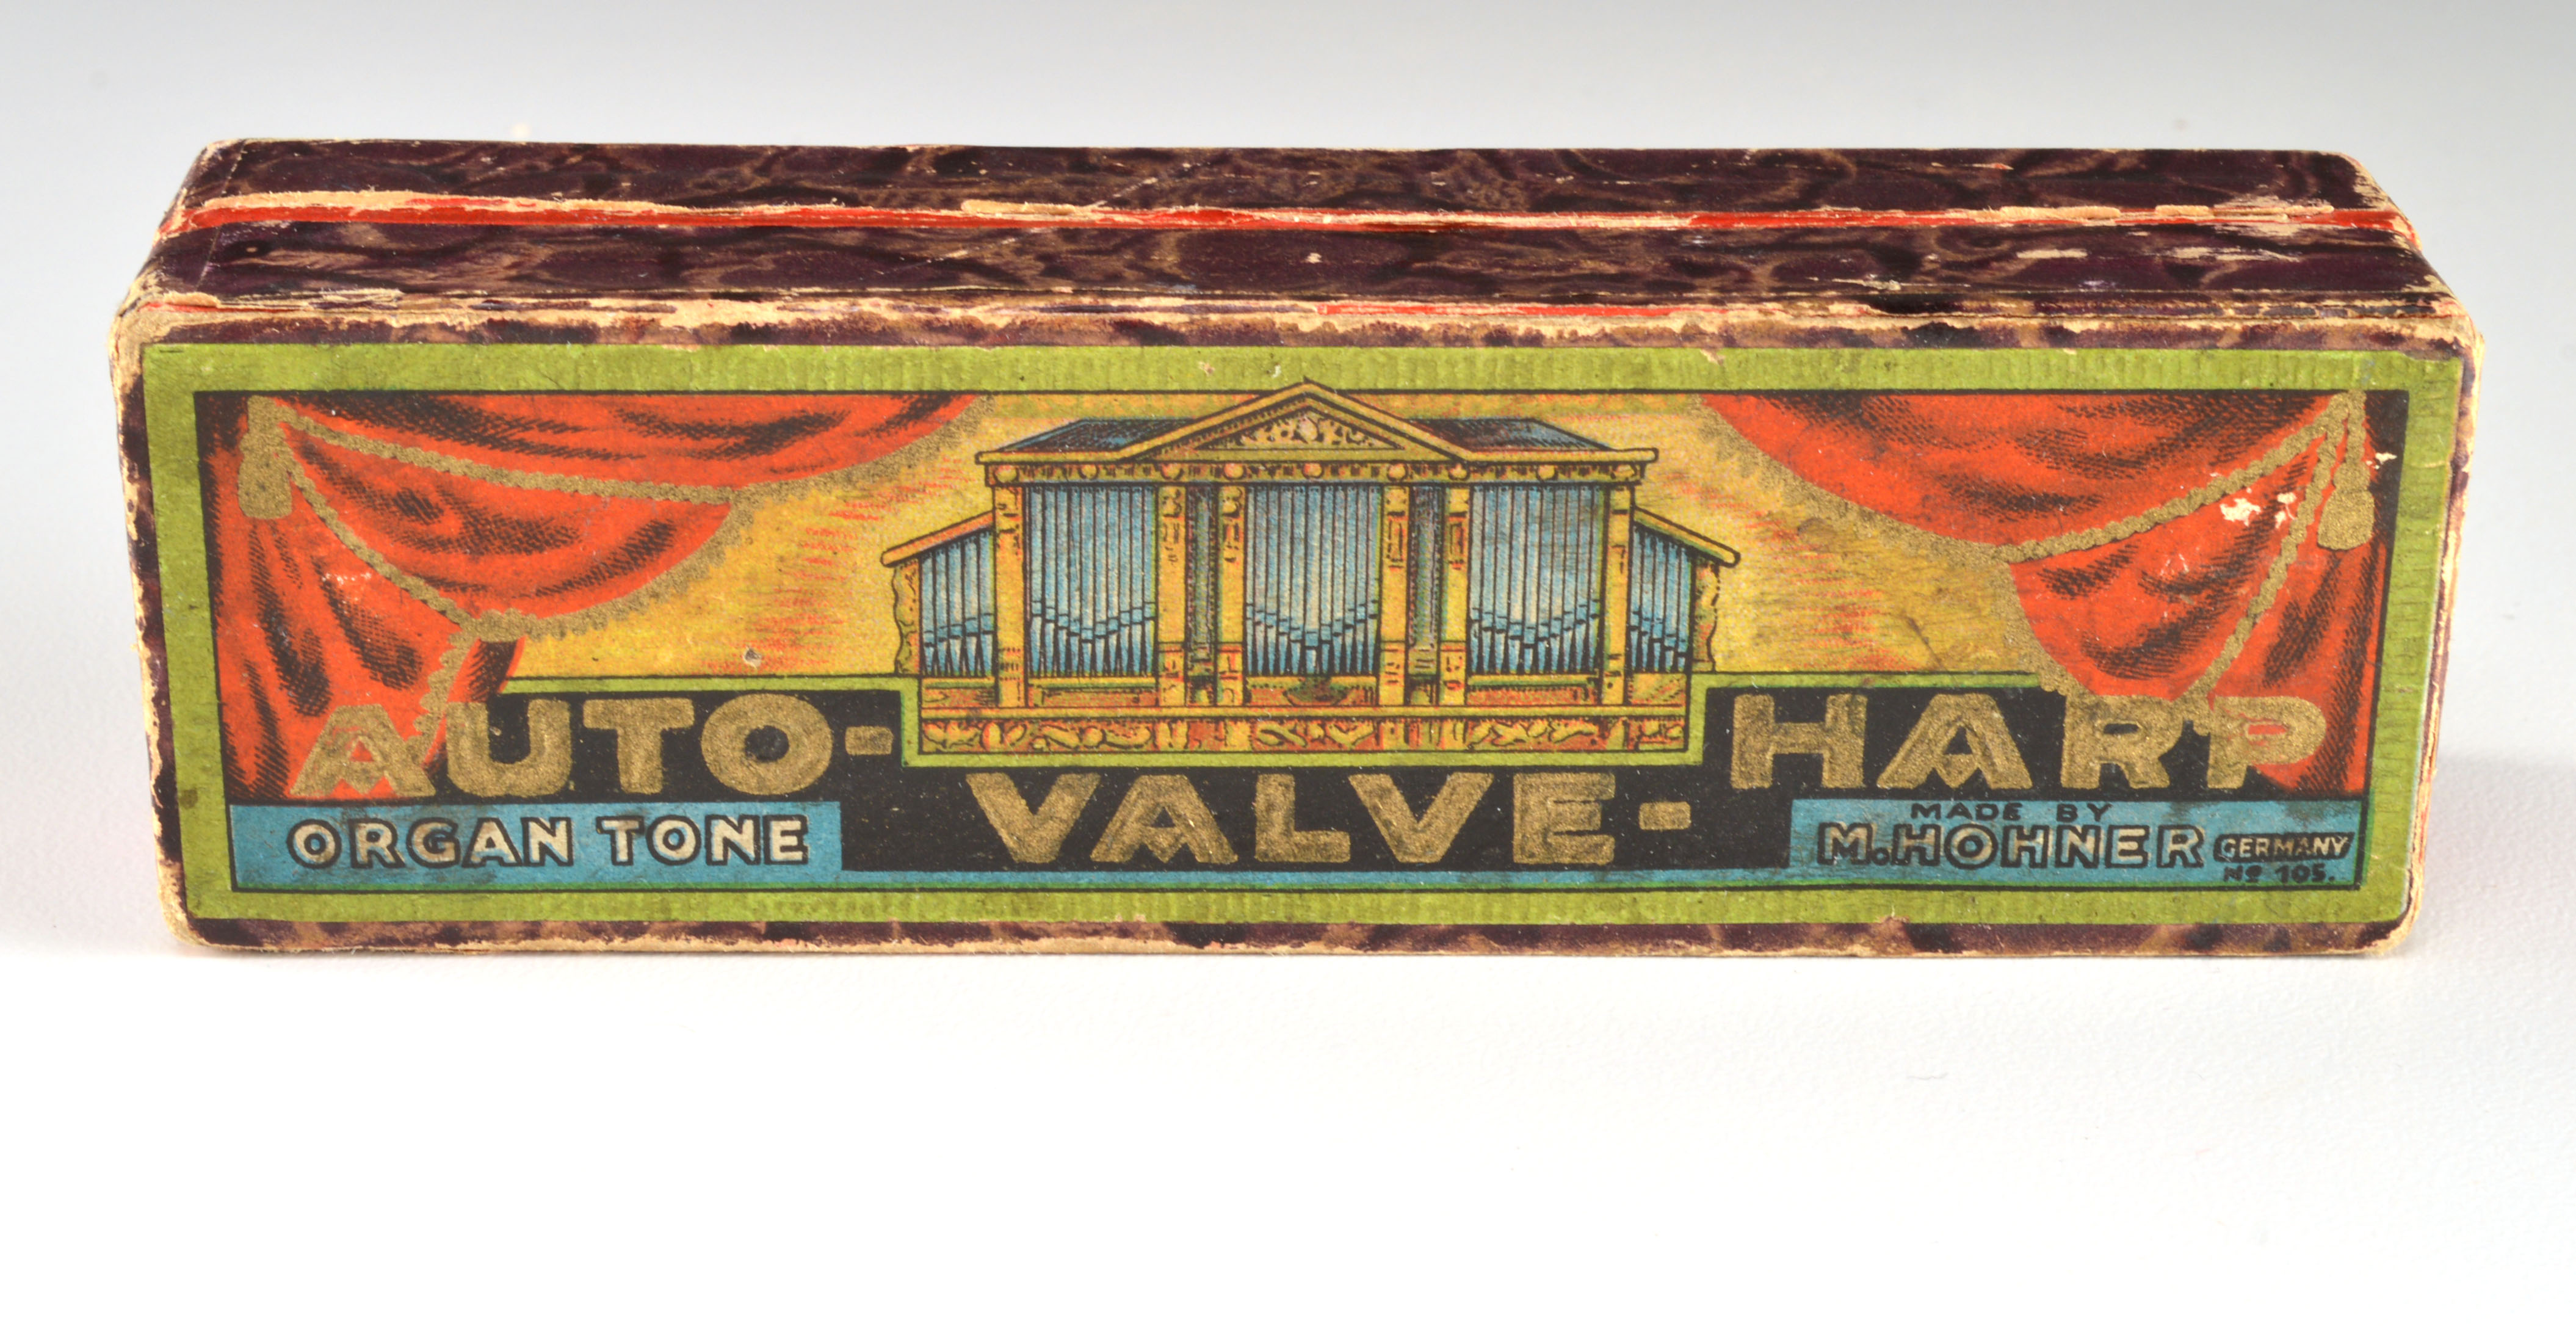 AUTO-
VALVE-
HARP
ORGAN TONE
MADE BY
M. HOHNER GERMANY
No 105.